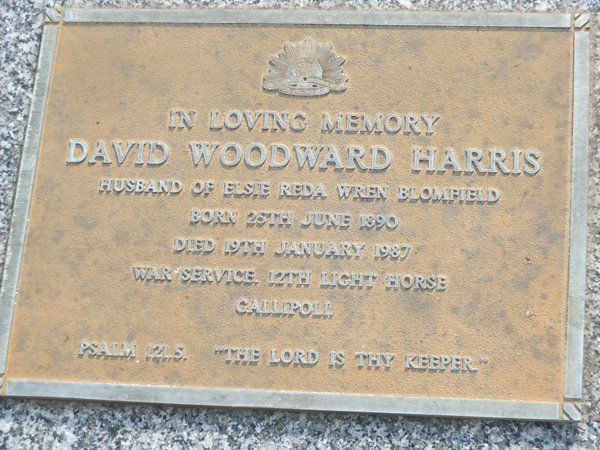 IN LOVING MEMORY
DAVID WOODWARD HARRIS
HUSBAND OF ELSIE REDA WREN BLOMFIELD
BORN 25TH JUNE 1890
DIED 19TH JANUARY 1987
WAR SERVICE. 12TH LIGHT HORSE
GALLIPOLI.
PSALM 121.5. "THE LORD IS THY KEEPER."